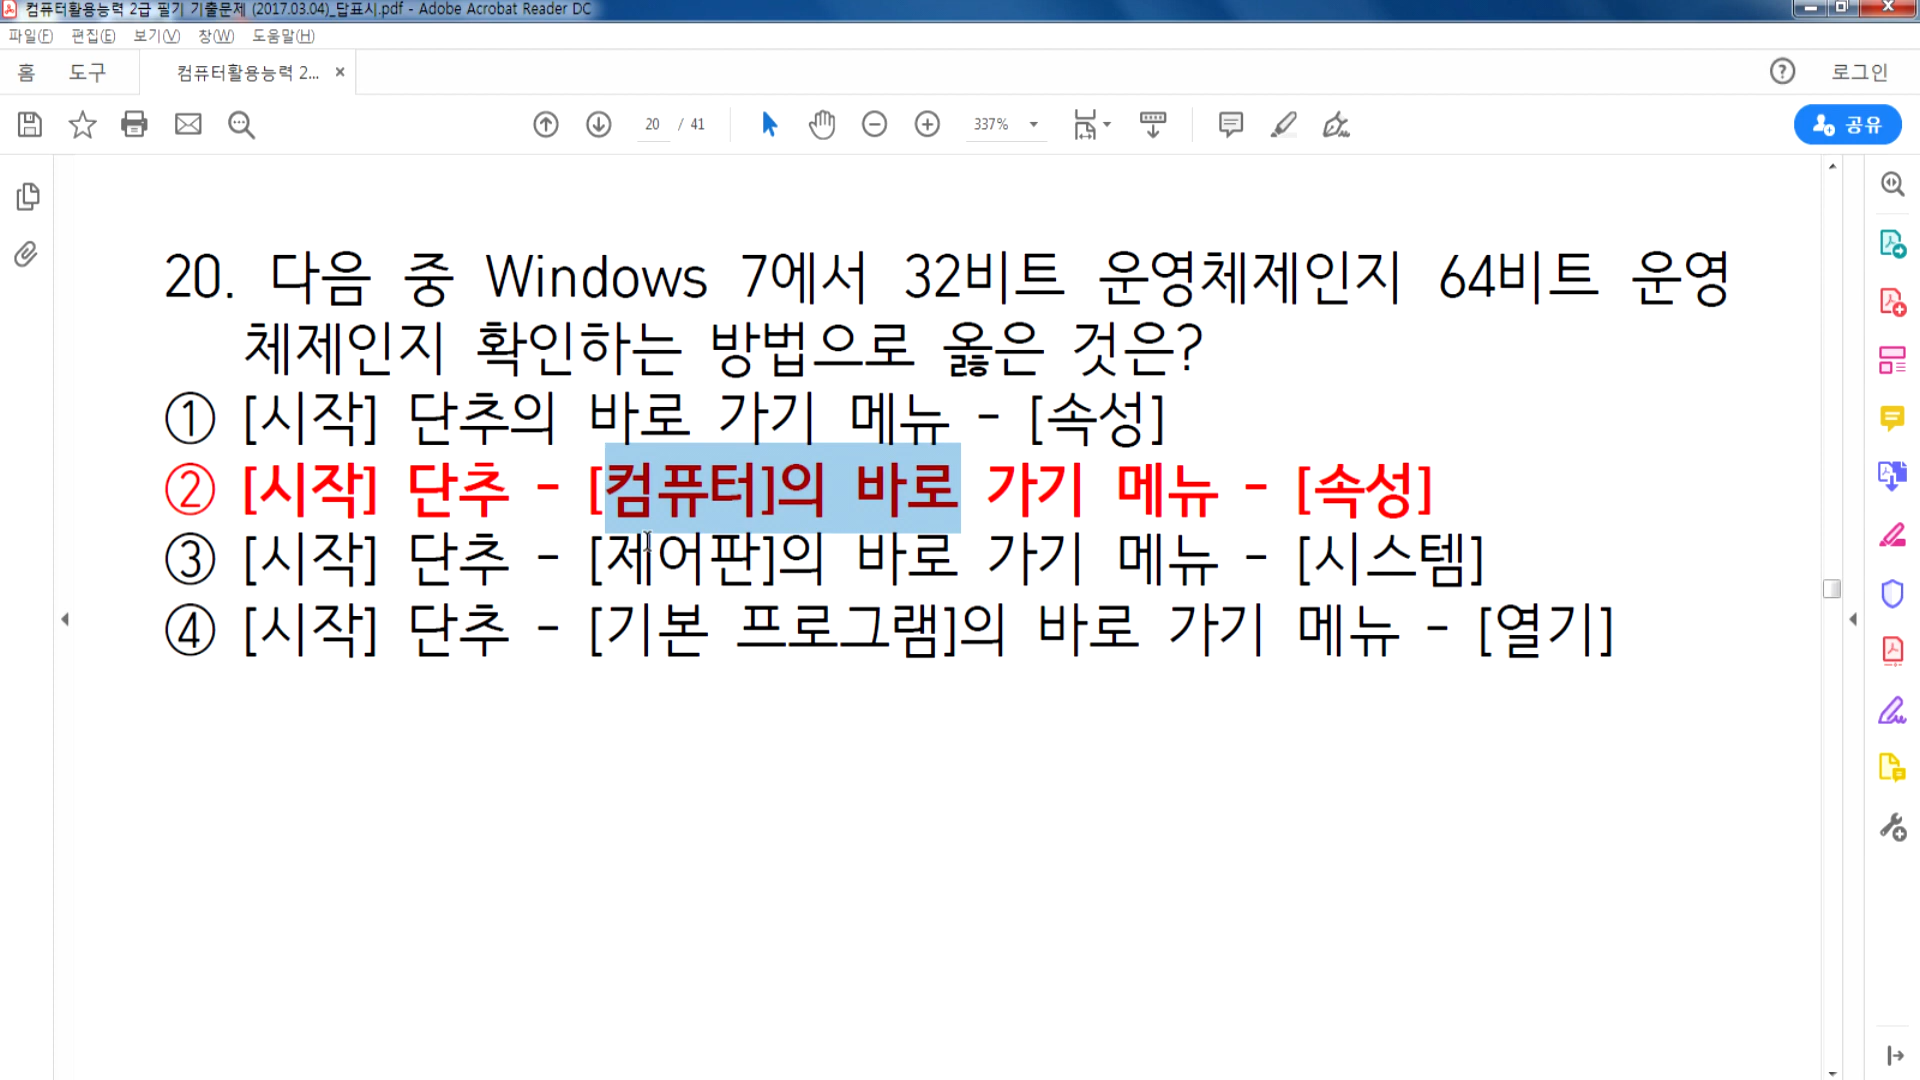 컴퓨터활용능력 2급 필기 기출문제 (2017.03.04)_답표시.pdf - Adobe Acrobat Reader DC
파일(F) 편집(E) 보기(V) 창(W) 도움말(H)
홈 도구 컴퓨터활용능력 2... × 로그인
20 / 41 337% 공유
20. 다음 중 Windows 7에서 32비트 운영체제인지 64비트 운영
체제인지 확인하는 방법으로 옳은 것은?
① [시작] 단추의 바로 가기 메뉴 - [속성]
② [시작] 단추 - [컴퓨터]의 바로 가기 메뉴 - [속성]
③ [시작] 단추 - [제어판]의 바로 가기 메뉴 - [시스템]
④ [시작] 단추 - [기본 프로그램]의 바로 가기 메뉴 - [열기]